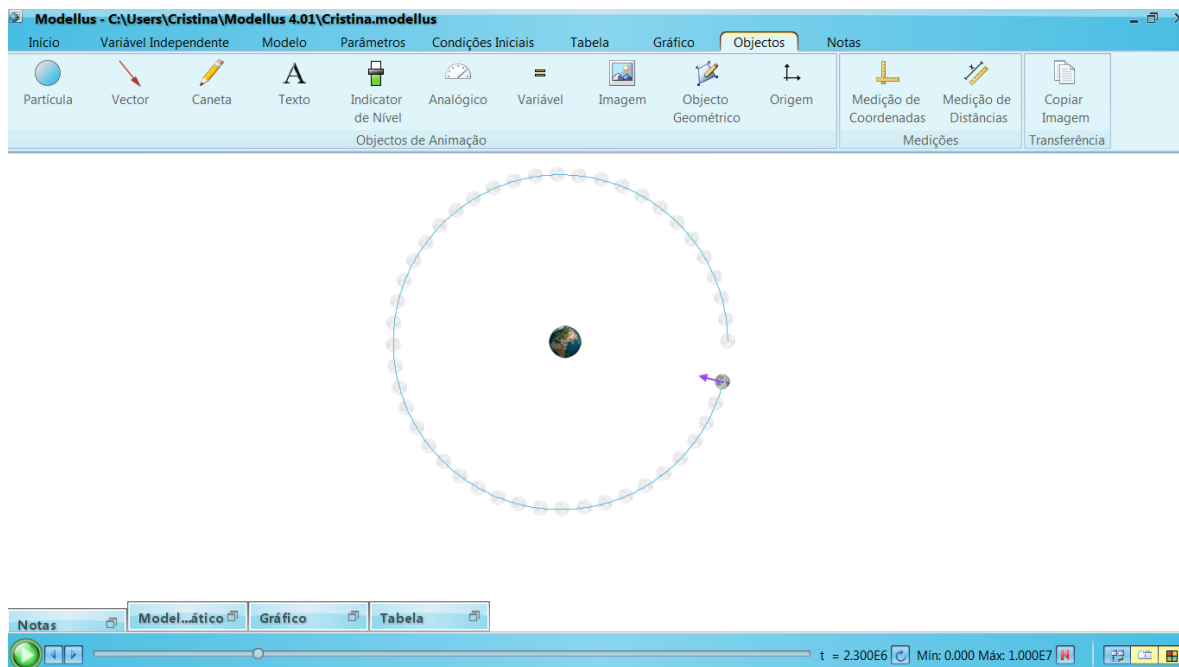 Modellus - C:\Users\Cristina\Modellus 4.01\Cristina.modellus
Início Variável Independente Modelo Parâmetros Condições Iniciais Tabela Gráfico Objectos Notas
Partícula Vector Caneta Texto Indicator de Nível Analógico Variável Imagem Objecto Geométrico Origem Medição de Coordenadas Medição de Distâncias Copiar Imagem
Objectos de Animação Medições Transferência
Notas Model...ático Gráfico Tabela
t = 2.300E6 Mín: 0.000 Máx: 1.000E7